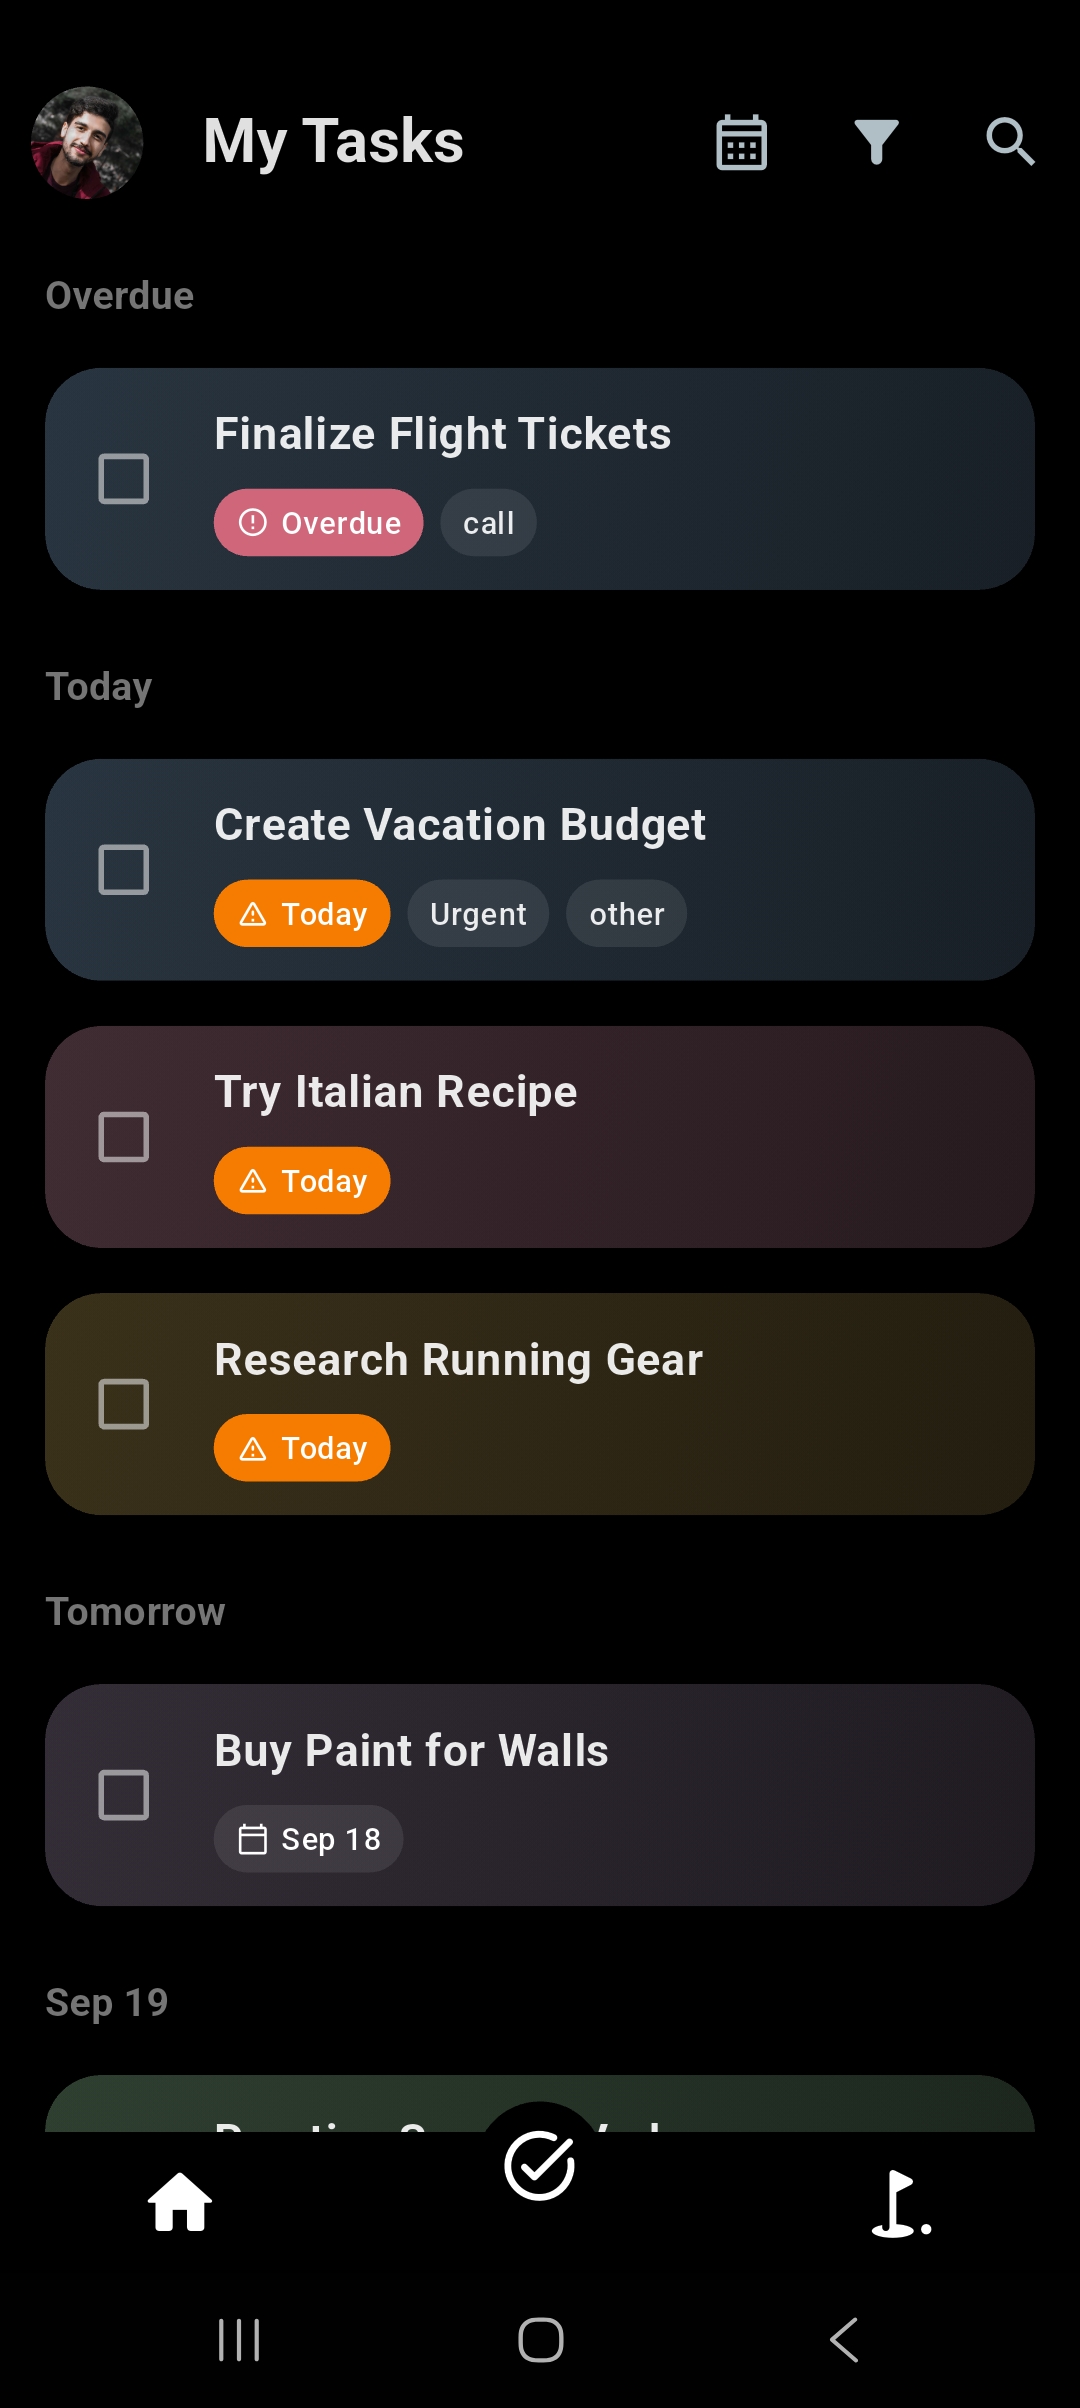 My Tasks
Overdue
Finalize Flight Tickets
Overdue call
Today
Create Vacation Budget
Today Urgent other
Try Italian Recipe
Today
Research Running Gear
Today
Tomorrow
Buy Paint for Walls
Sep 18
Sep 19